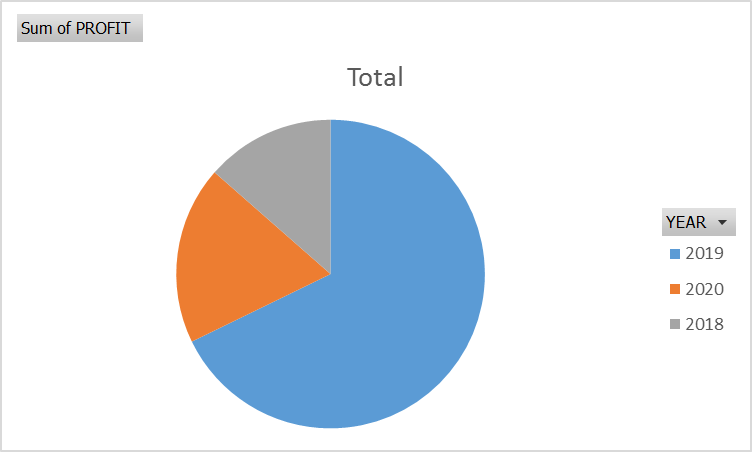 Sum of PROFIT
Total
YEAR
2019
2020
2018